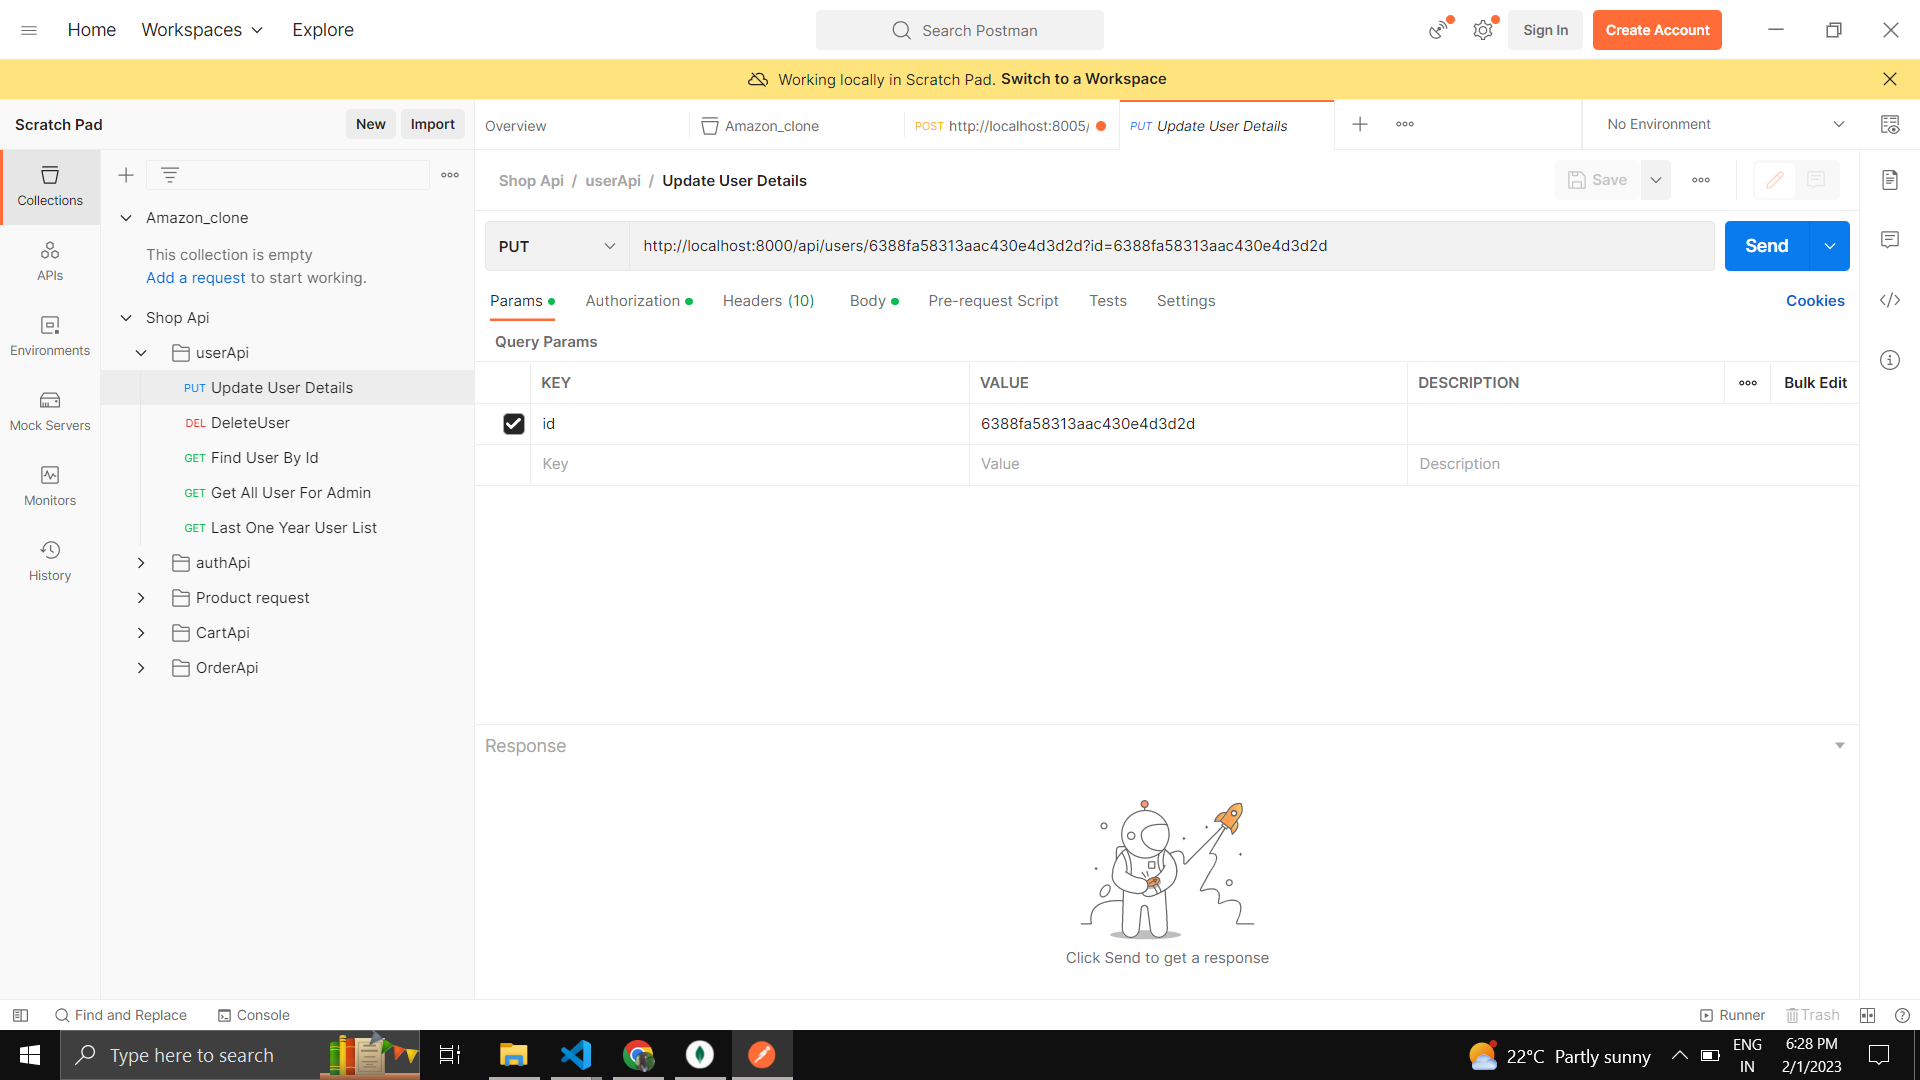 Home
Workspaces
Explore
Search Postman
Sign In
Create Account
Working locally in Scratch Pad. Switch to a Workspace
Scratch Pad
New
Import
Overview
Amazon_clone
POST http://localhost:8005/
PUT Update User Details
No Environment
Collections
APIs
Environments
Mock Servers
Monitors
History
Amazon_clone
This collection is empty
Add a request to start working.
Shop Api
userApi
PUT Update User Details
DEL DeleteUser
GET Find User By Id
GET Get All User For Admin
GET Last One Year User List
authApi
Product request
CartApi
OrderApi
Shop Api / userApi / Update User Details
Save
PUT
http://localhost:8000/api/users/6388fa58313aac430e4d3d2d?id=6388fa58313aac430e4d3d2d
Send
Params
Authorization
Headers (10)
Body
Pre-request Script
Tests
Settings
Cookies
Query Params
KEY
VALUE
DESCRIPTION
Bulk Edit
id
6388fa58313aac430e4d3d2d
Key
Value
Description
Response
Click Send to get a response
Find and Replace
Console
Runner
Trash
Type here to search
22°C Partly sunny
ENG
IN
6:28 PM
2/1/2023